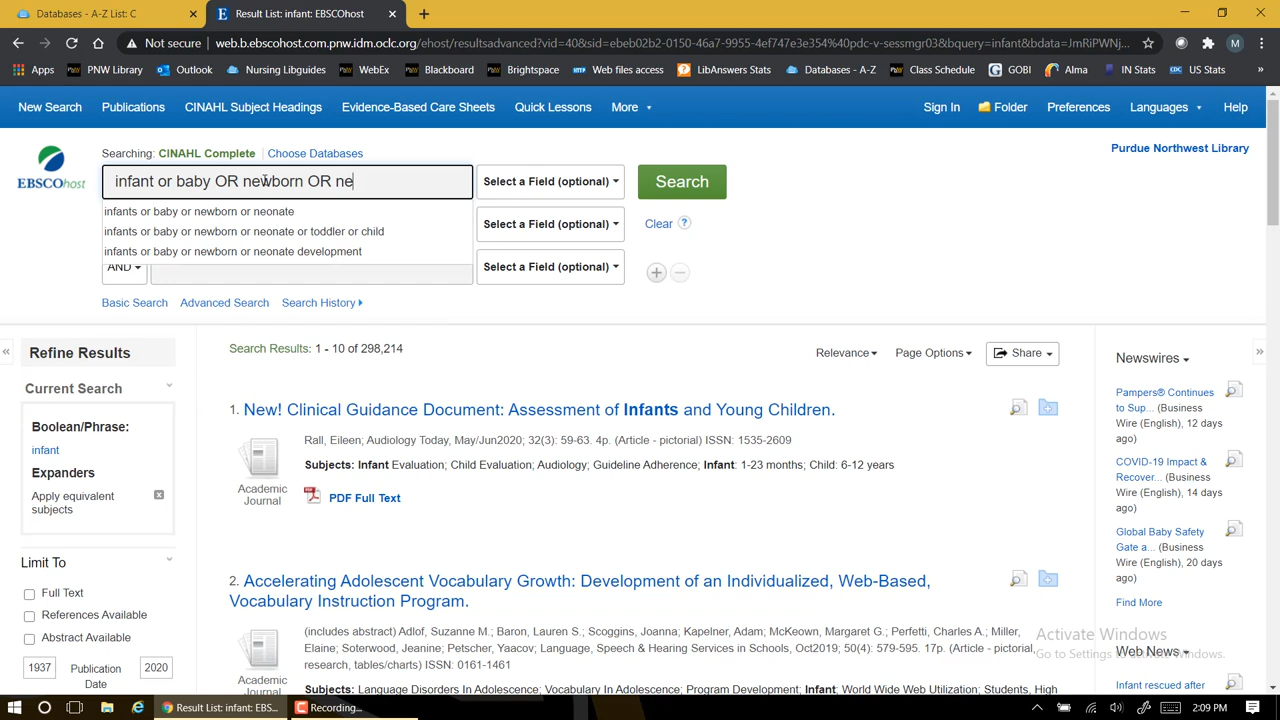 Databases - A-Z List: C
Result List: infant: EBSCOhost
Not secure
web.b.ebscohost.com.pnw.idm.oclc.org/ehost/resultsadvanced?vid=40&sid=ebeb02b2-0150-46a7-9955-4ef747e3e354%40pdc-v-sessmgr03&bquery=infant&bdata=JmRiPWNj...
M
Apps
PNW Library
Outlook
Nursing Libguides
WebEx
Blackboard
Brightspace
Web files access
LibAnswers Stats
Databases - A-Z
Class Schedule
GOBI
Alma
IN Stats
US Stats
»
New Search
Publications
CINAHL Subject Headings
Evidence-Based Care Sheets
Quick Lessons
More
Sign In
Folder
Preferences
Languages
Help
EBSCOhost
Searching: CINAHL Complete
Choose Databases
Purdue Northwest Library
infant or baby OR newborn OR ne
Select a Field (optional)
Search
infants or baby or newborn or neonate
infants or baby or newborn or neonate or toddler or child
infants or baby or newborn or neonate development
Select a Field (optional)
Clear
?
AND
Select a Field (optional)
Basic Search
Advanced Search
Search History
Refine Results
Current Search
Boolean/Phrase:
infant
Expanders
Apply equivalent
subjects
Limit To
Full Text
References Available
Abstract Available
1937
Publication
Date
2020
Search Results: 1 - 10 of 298,214
Relevance
Page Options
Share
1. New! Clinical Guidance Document: Assessment of Infants and Young Children.
Rall, Eileen; Audiology Today, May/Jun2020; 32(3): 59-63. 4p. (Article - pictorial) ISSN: 1535-2609
Subjects: Infant Evaluation; Child Evaluation; Audiology; Guideline Adherence; Infant: 1-23 months; Child: 6-12 years
Academic
Journal
PDF Full Text
2. Accelerating Adolescent Vocabulary Growth: Development of an Individualized, Web-Based,
Vocabulary Instruction Program.
(includes abstract) Adlof, Suzanne M.; Baron, Lauren S.; Scoggins, Joanna; Kapelner, Adam; McKeown, Margaret G.; Perfetti, Charles A.; Miller,
Elaine; Soterwood, Jeanine; Petscher, Yaacov; Language, Speech & Hearing Services in Schools, Oct2019; 50(4): 579-595. 17p. (Article - pictorial,
research, tables/charts) ISSN: 0161-1461
Academic
Subjects: Language Disorders In Adolescence; Vocabulary In Adolescence; Program Development; Infant; World Wide Web Utilization; Students, High
Newswires
Pampers® Continues
to Sup... (Business
Wire (English), 12 days
ago)
COVID-19 Impact &
Recover... (Business
Wire (English), 14 days
ago)
Global Baby Safety
Gate a... (Business
Wire (English), 20 days
ago)
Find More
Activate Windows
Go to Settings to activate Windows.
Web News
Infant rescued after
Result List: infant: EBS...
Recording...
2:09 PM